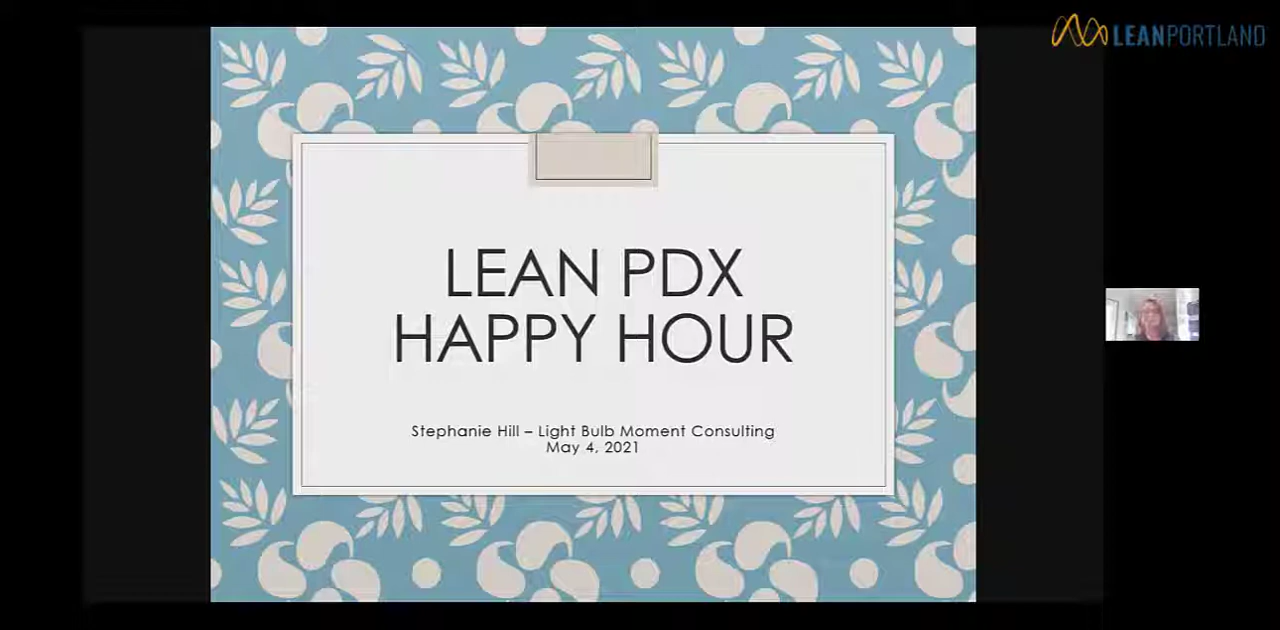 LEANPORTLAND
LEAN PDX
HAPPY HOUR
Stephanie Hill – Light Bulb Moment Consulting
May 4, 2021